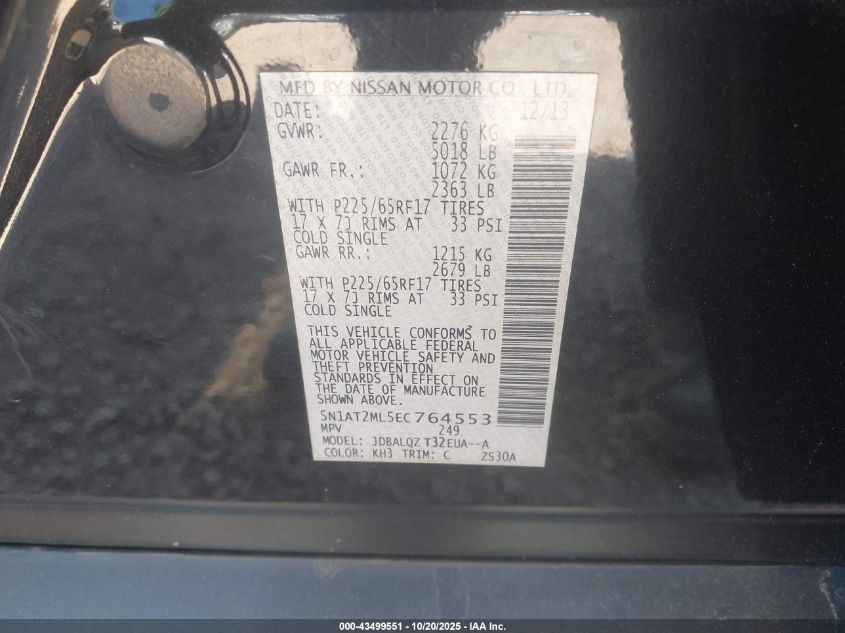 MFD BY NISSAN MOTOR CO., LTD.
DATE: 12/13
GVWR: 2276 KG
5018 LB
GAWR FR.: 1072 KG
2363 LB
WITH P225/65RF17 TIRES
17 X 7J RIMS AT 33 PSI
COLD SINGLE
GAWR RR.: 1215 KG
2679 LB
WITH P225/65RF17 TIRES
17 X 7J RIMS AT 33 PSI
COLD SINGLE
THIS VEHICLE CONFORMS TO
ALL APPLICABLE FEDERAL
MOTOR VEHICLE SAFETY AND
THEFT PREVENTION
STANDARDS IN EFFECT ON
THE DATE OF MANUFACTURE
SHOWN ABOVE.
5N1AT2ML5EC764553
MPV 249
MODEL: JDBALQZ T32EUA--A
COLOR: KH3 TRIM: C ZS30A
000-43499551 - 10/20/2025 - IAA Inc.